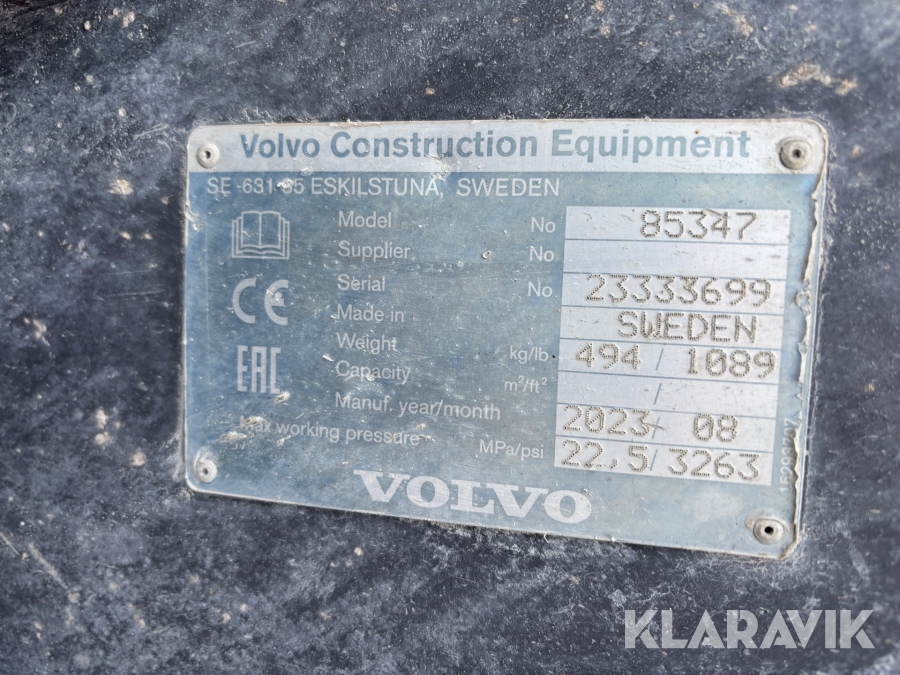 Volvo Construction Equipment
SE -631 85 ESKILSTUNA, SWEDEN
Model No 85347
Supplier No
Serial No 23333699
Made in SWEDEN
Weight kg/lb 494 / 1089
Capacity m²/ft² /
Manuf. year/month 2023/ 08
Max working pressure MPa/psi 22,5/3263
CE
EAC
VOLVO
KLARAVIK